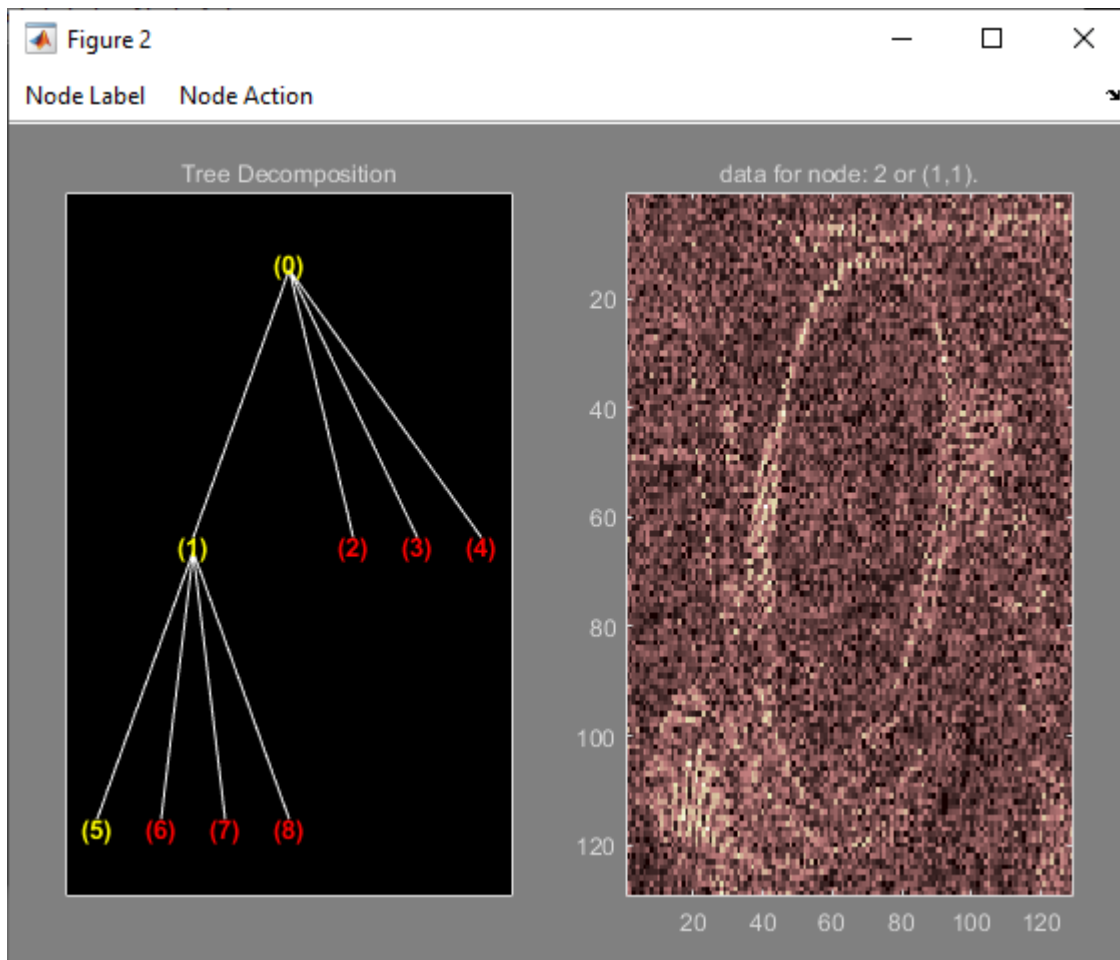 Figure 2
Node Label Node Action
Tree Decomposition
(0)
(1) (2) (3) (4)
(5) (6) (7) (8)
data for node: 2 or (1,1).
20
40
60
80
100
120
20 40 60 80 100 120